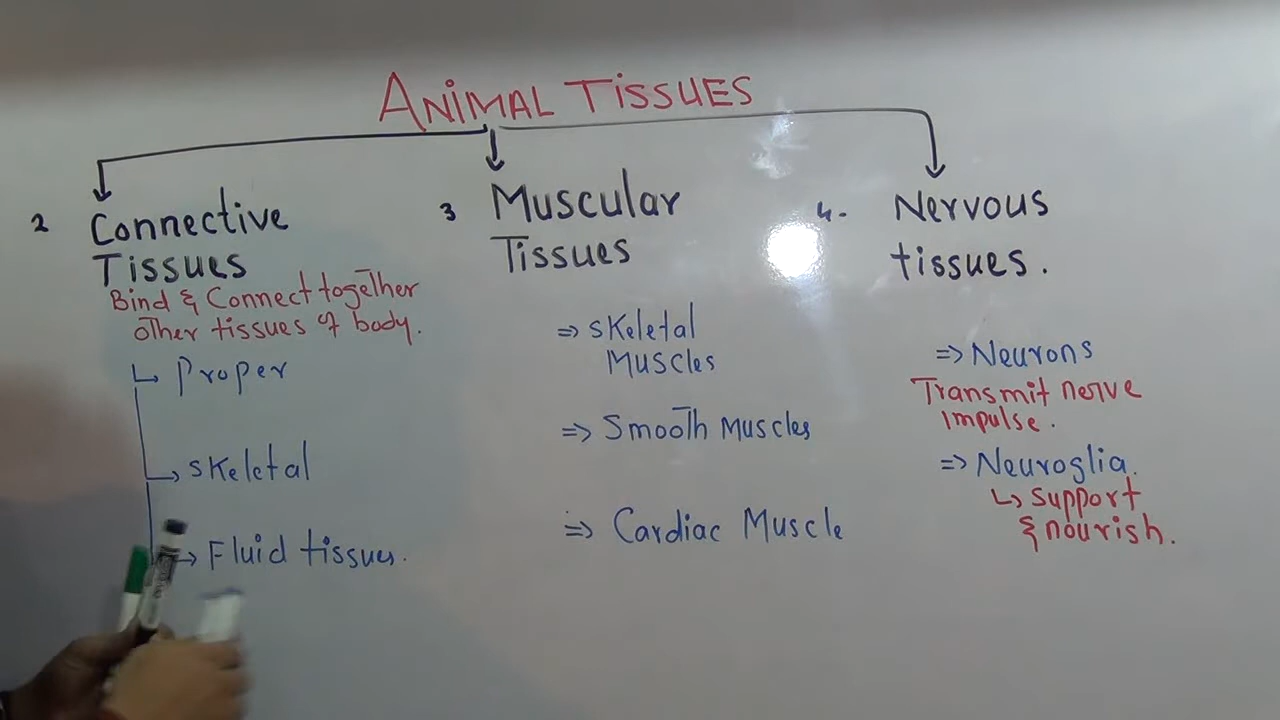 ANIMAL TISSUES
2 Connective
Tissues
Bind & Connect together
other tissues of body.
Proper
Skeletal
Fluid tissues.
3 Muscular
Tissues
⇒ Skeletal
Muscles
⇒ Smooth Muscles
⇒ Cardiac Muscle
4. Nervous
tissues.
⇒ Neurons
Transmit nerve
impulse.
⇒ Neuroglia.
↳ support
& nourish.